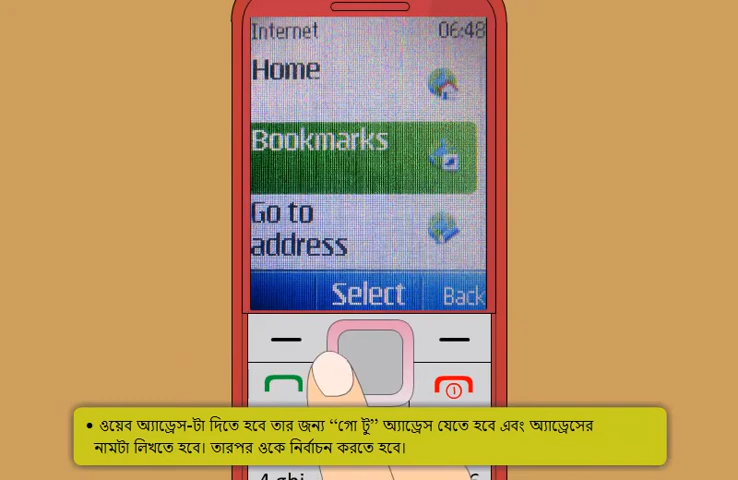 Internet 06:48
Home
Bookmarks
Go to
address
Select Back
• ওয়েব অ্যাড্রেস-টা দিতে হবে তার জন্য “গো টু” অ্যাড্রেস যেতে হবে এবং অ্যাড্রেসের
নামটা লিখতে হবে। তারপর ওকে নির্বাচন করতে হবে।